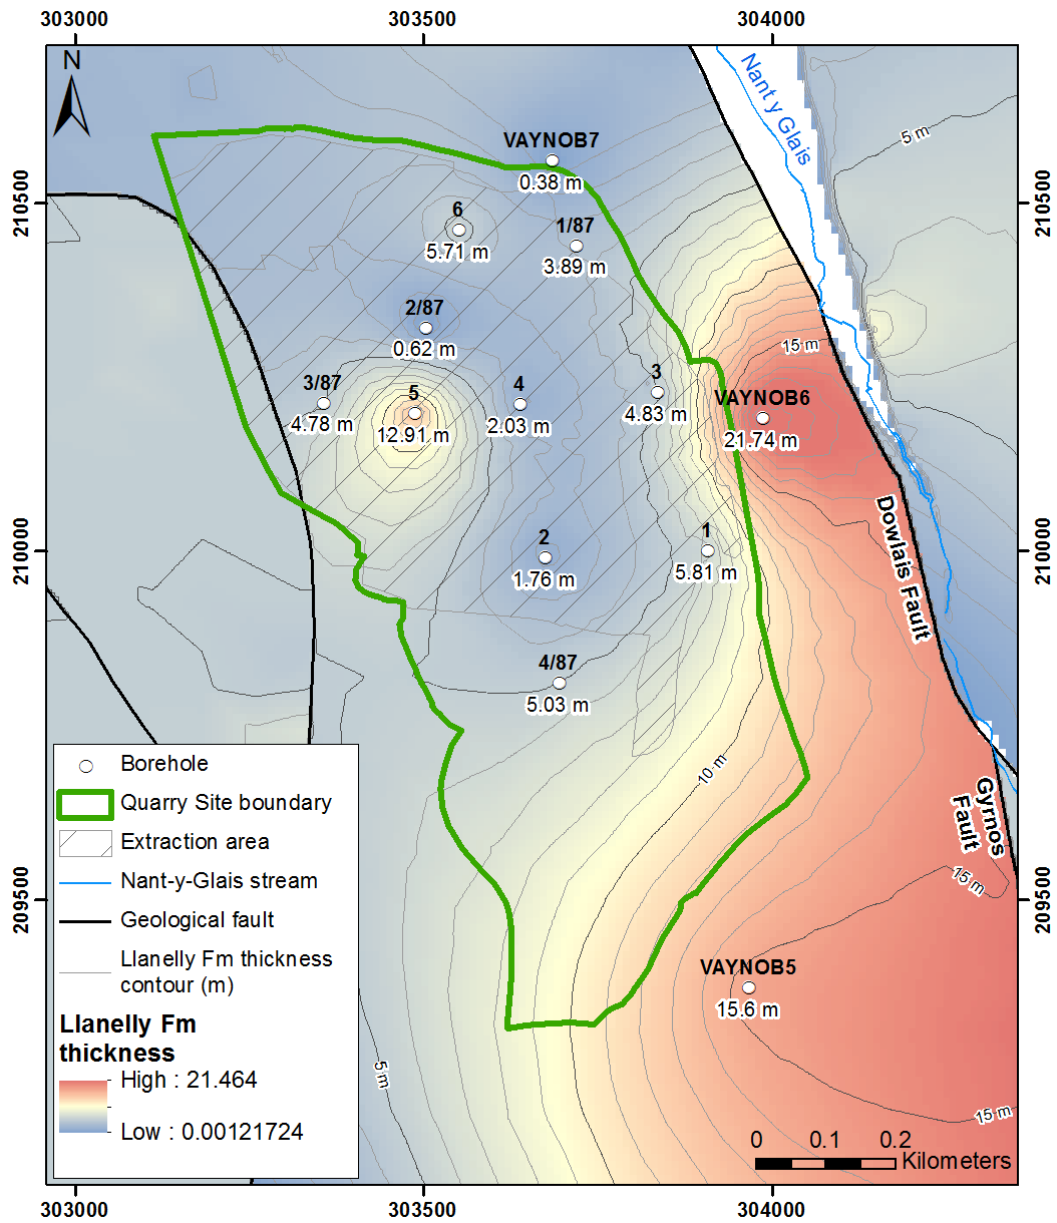 303000 303500 304000
N
Nant y Glais
5 m
VAYNOB7
0.38 m
210500
210500
6
5.71 m
1/87
3.89 m
2/87
0.62 m
15 m
3/87
4.78 m
5
12.91 m
4
2.03 m
3
4.83 m
VAYNOB6
21.74 m
210000
210000
2
1.76 m
1
5.81 m
Dowlais Fault
4/87
5.03 m
10 m
Gyrnos
Fault
Borehole
Quarry Site boundary
Extraction area
Nant-y-Glais stream
Geological fault
Llanelly Fm thickness
contour (m)
Llanelly Fm
thickness
High : 21.464
Low : 0.00121724
209500
209500
15 m
VAYNOB5
15.6 m
5 m
15 m
0 0.1 0.2
Kilometers
303000 303500 304000